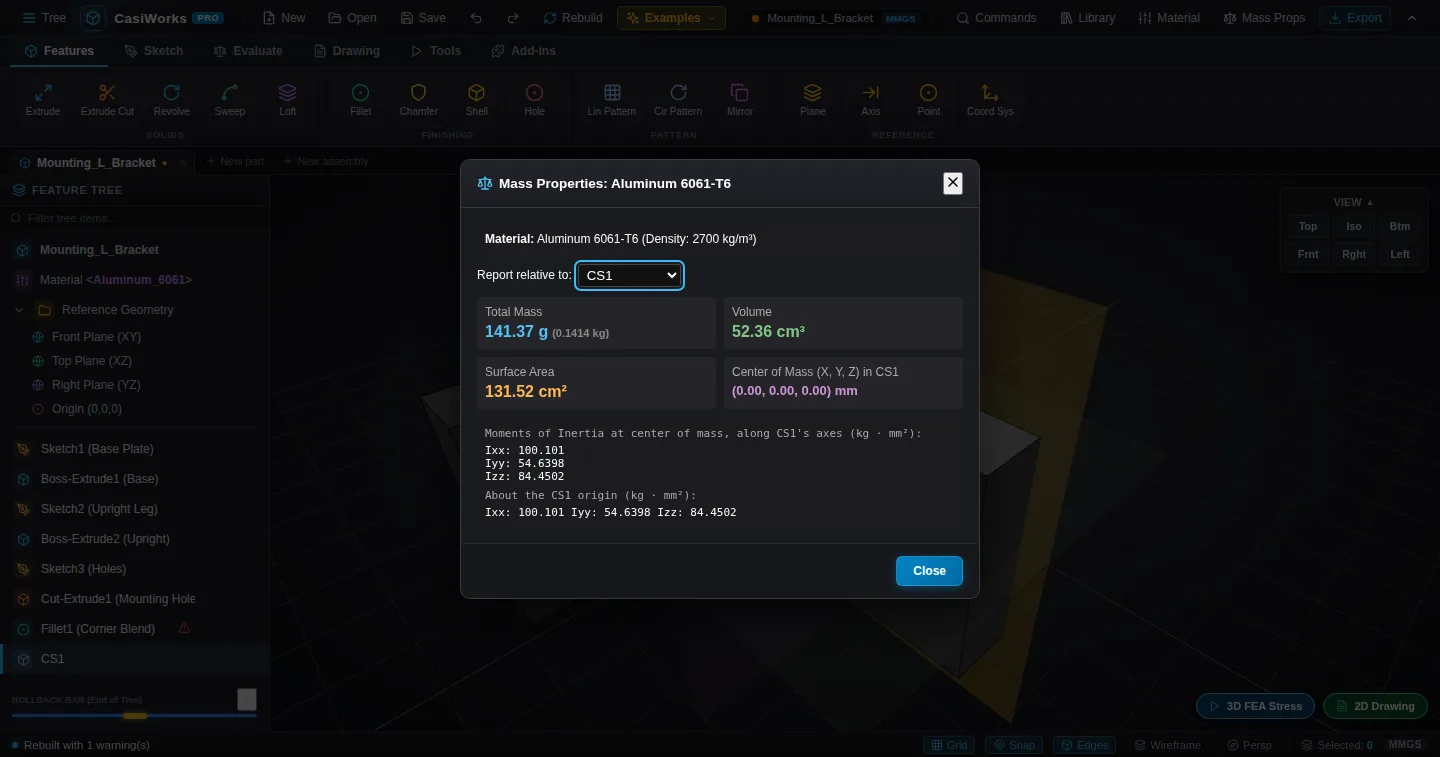 Tree CasiWorks PRO New Open Save Rebuild Examples Mounting_L_Bracket MMGS Commands Library Material Mass Props Export
Features Sketch Evaluate Drawing Tools Add-ins
Extrude Extrude Cut Revolve Sweep Loft Fillet Chamfer Shell Hole Lin Pattern Cir Pattern Mirror Plane Axis Point Coord Sys
SOLIDS FINISHING PATTERN REFERENCE
Mounting_L_Bracket + New part + New assembly
FEATURE TREE
Filter tree items...
Mounting_L_Bracket
Material <Aluminum_6061>
Reference Geometry
Front Plane (XY)
Top Plane (XZ)
Right Plane (YZ)
Origin (0,0,0)
Sketch1 (Base Plate)
Boss-Extrude1 (Base)
Sketch2 (Upright Leg)
Boss-Extrude2 (Upright)
Sketch3 (Holes)
Cut-Extrude1 (Mounting Hole
Fillet1 (Corner Blend)
CS1
ROLLBACK BAR (End of Tree)
Mass Properties: Aluminum 6061-T6
Material: Aluminum 6061-T6 (Density: 2700 kg/m³)
Report relative to: CS1
Total Mass
141.37 g (0.1414 kg)
Volume
52.36 cm³
Surface Area
131.52 cm²
Center of Mass (X, Y, Z) in CS1
(0.00, 0.00, 0.00) mm
Moments of Inertia at center of mass, along CS1's axes (kg · mm²):
Ixx: 100.101
Iyy: 54.6398
Izz: 84.4502
About the CS1 origin (kg · mm²):
Ixx: 100.101 Iyy: 54.6398 Izz: 84.4502
Close
VIEW ▲
Top Iso Btm
Frnt Rght Left
3D FEA Stress 2D Drawing
Rebuilt with 1 warning(s) Grid Snap Edges Wireframe Persp Selected: 0 MMGS